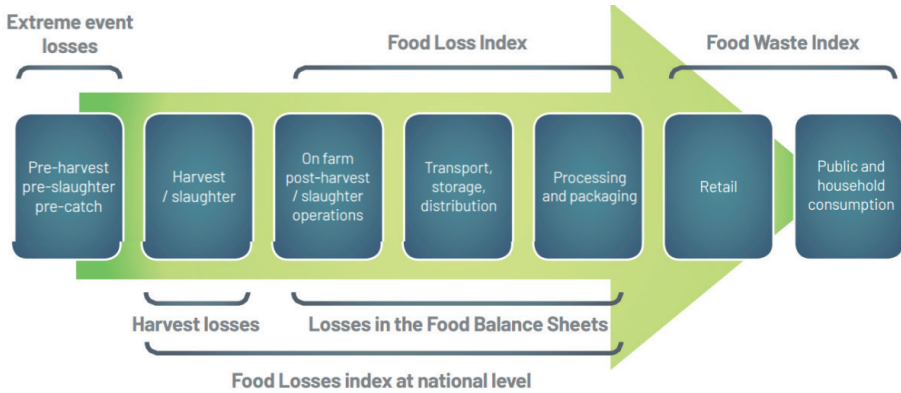 Extreme event
losses
Food Loss Index
Food Waste Index
Pre-harvest
pre-slaughter
pre-catch
Harvest
/ slaughter
On farm
post-harvest
/ slaughter
operations
Transport,
storage,
distribution
Processing
and packaging
Retail
Public and
household
consumption
Harvest losses
Losses in the Food Balance Sheets
Food Losses index at national level